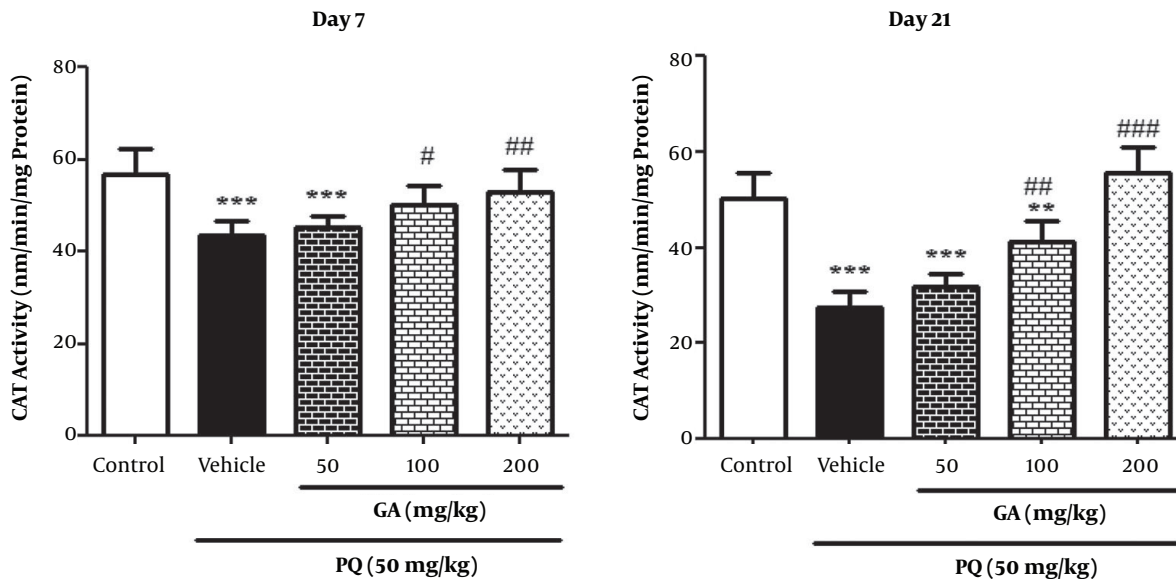 Day 7
CAT Activity (nm/min/mg Protein)
80
60
40
20
0
***
***
#
##
Control Vehicle 50 100 200
GA (mg/kg)
PQ (50 mg/kg)
Day 21
CAT Activity (nm/min/mg Protein)
80
60
40
20
0
***
***
##
**
###
Control Vehicle 50 100 200
GA (mg/kg)
PQ (50 mg/kg)